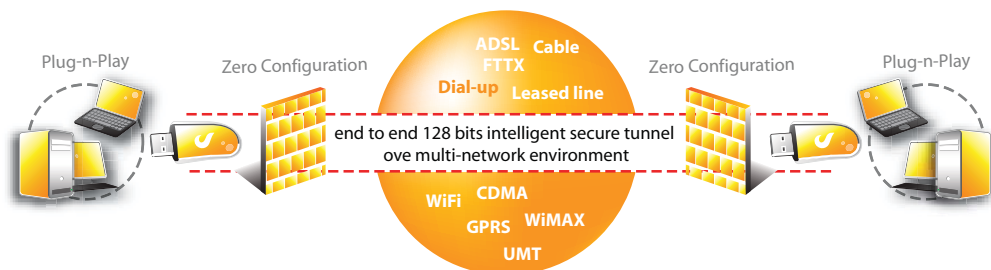 Plug-n-Play
Zero Configuration
ADSL
Cable
FTTX
Dial-up
Leased line
Zero Configuration
Plug-n-Play
end to end 128 bits intelligent secure tunnel
ove multi-network environment
WiFi
CDMA
GPRS
WiMAX
UMT